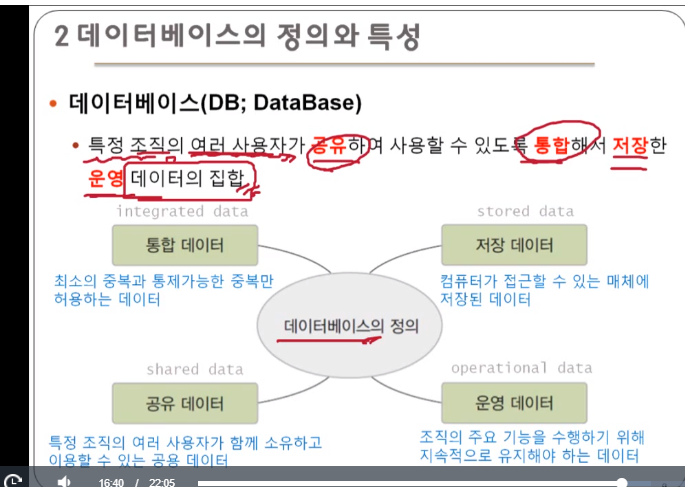 2 데이터베이스의 정의와 특성
• 데이터베이스(DB; DataBase)
• 특정 조직의 여러 사용자가 공유하여 사용할 수 있도록 통합해서 저장한
운영 데이터의 집합
integrated data
통합 데이터
최소의 중복과 통제가능한 중복만
허용하는 데이터
stored data
저장 데이터
컴퓨터가 접근할 수 있는 매체에
저장된 데이터
데이터베이스의 정의
shared data
공유 데이터
특정 조직의 여러 사용자가 함께 소유하고
이용할 수 있는 공용 데이터
operational data
운영 데이터
조직의 주요 기능을 수행하기 위해
지속적으로 유지해야 하는 데이터
16:40 / 22:05